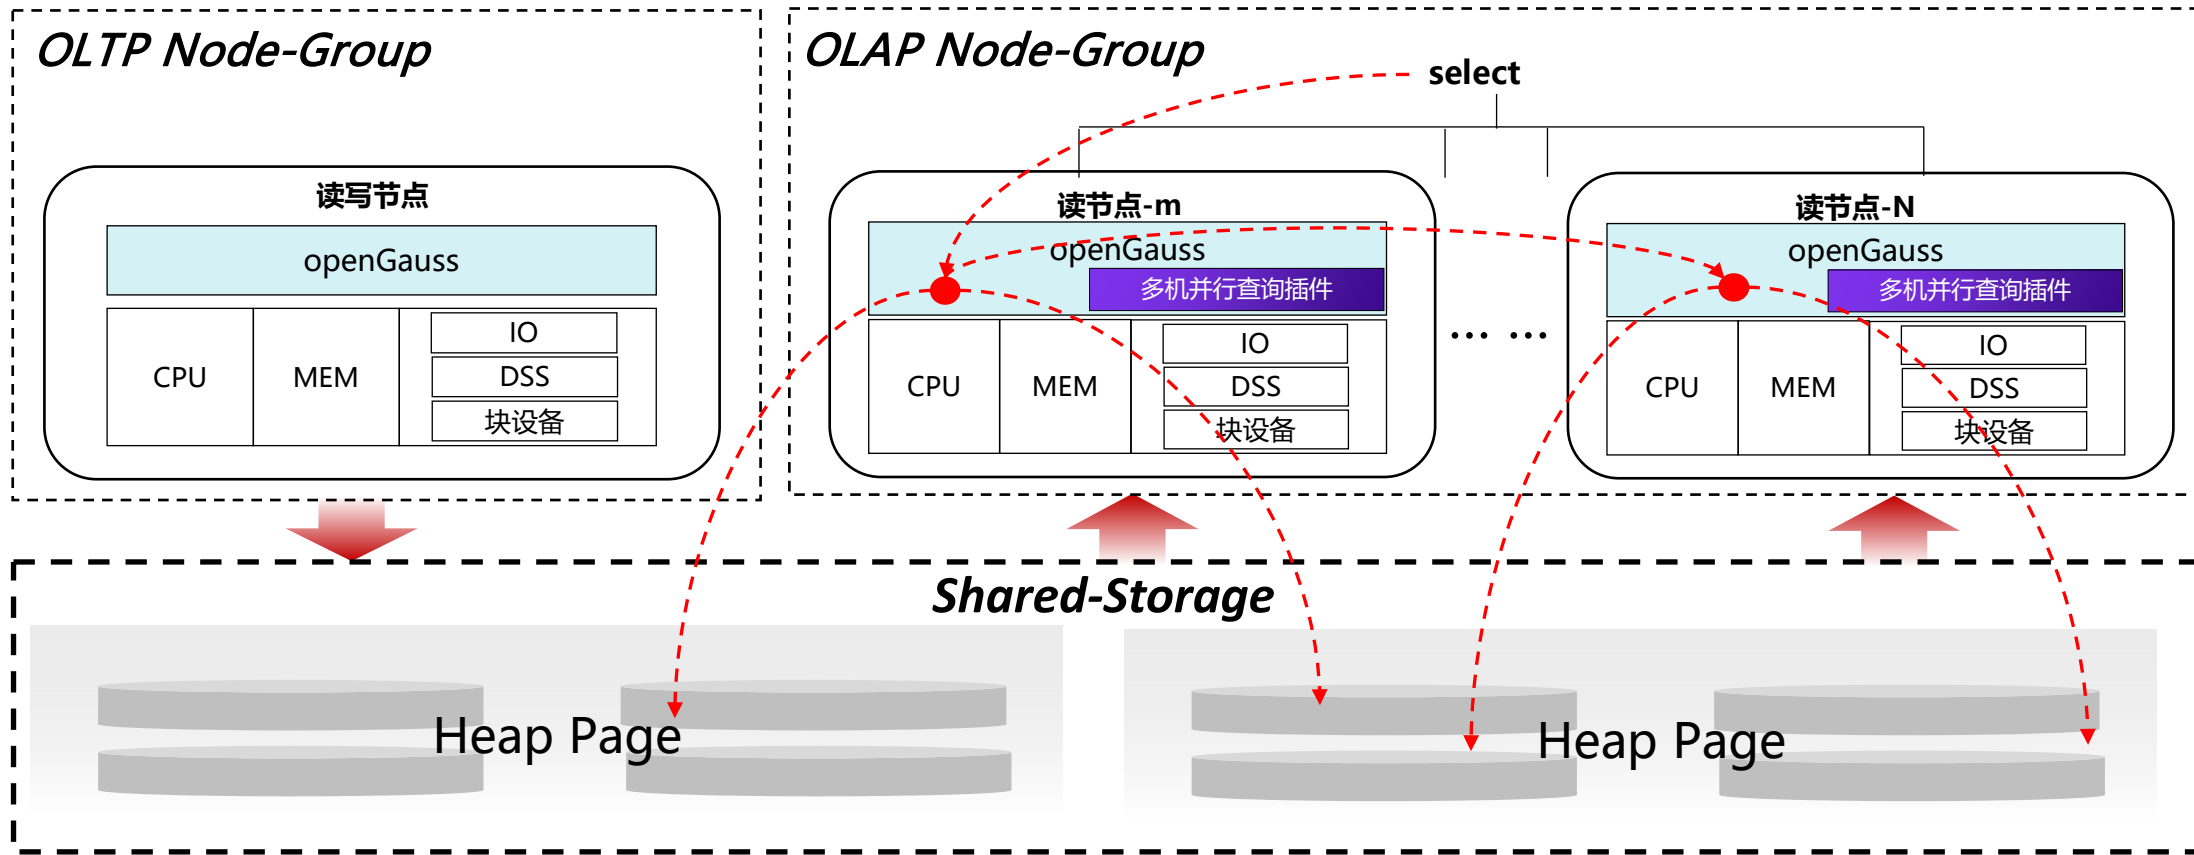 OLTP Node-Group
读写节点
openGauss
CPU
MEM
IO
DSS
块设备
OLAP Node-Group
select
读节点-m
openGauss
多机并行查询插件
CPU
MEM
IO
DSS
块设备
... ...
读节点-N
openGauss
多机并行查询插件
CPU
MEM
IO
DSS
块设备
Shared-Storage
Heap Page
Heap Page